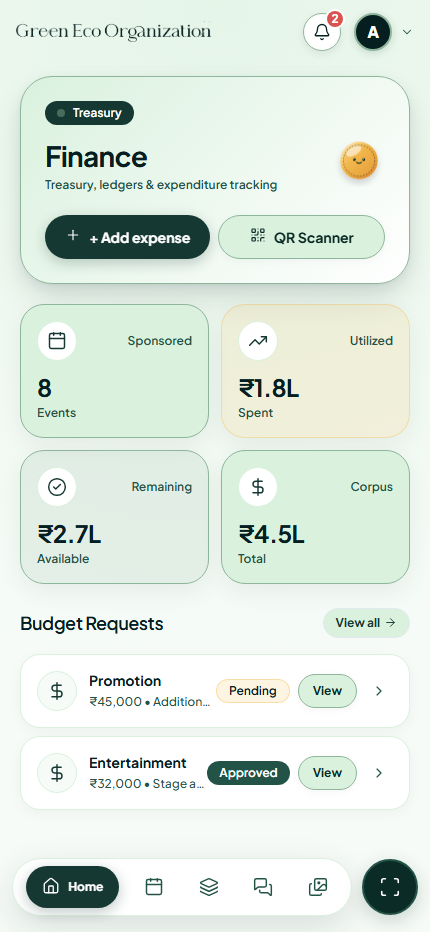 Green Eco Organization
2
A
Treasury
Finance
Treasury, ledgers & expenditure tracking
+ Add expense
QR Scanner
Sponsored
8
Events
Utilized
₹1.8L
Spent
Remaining
₹2.7L
Available
Corpus
₹4.5L
Total
Budget Requests
View all →
Promotion
₹45,000 • Addition...
Pending
View
Entertainment
₹32,000 • Stage a...
Approved
View
Home